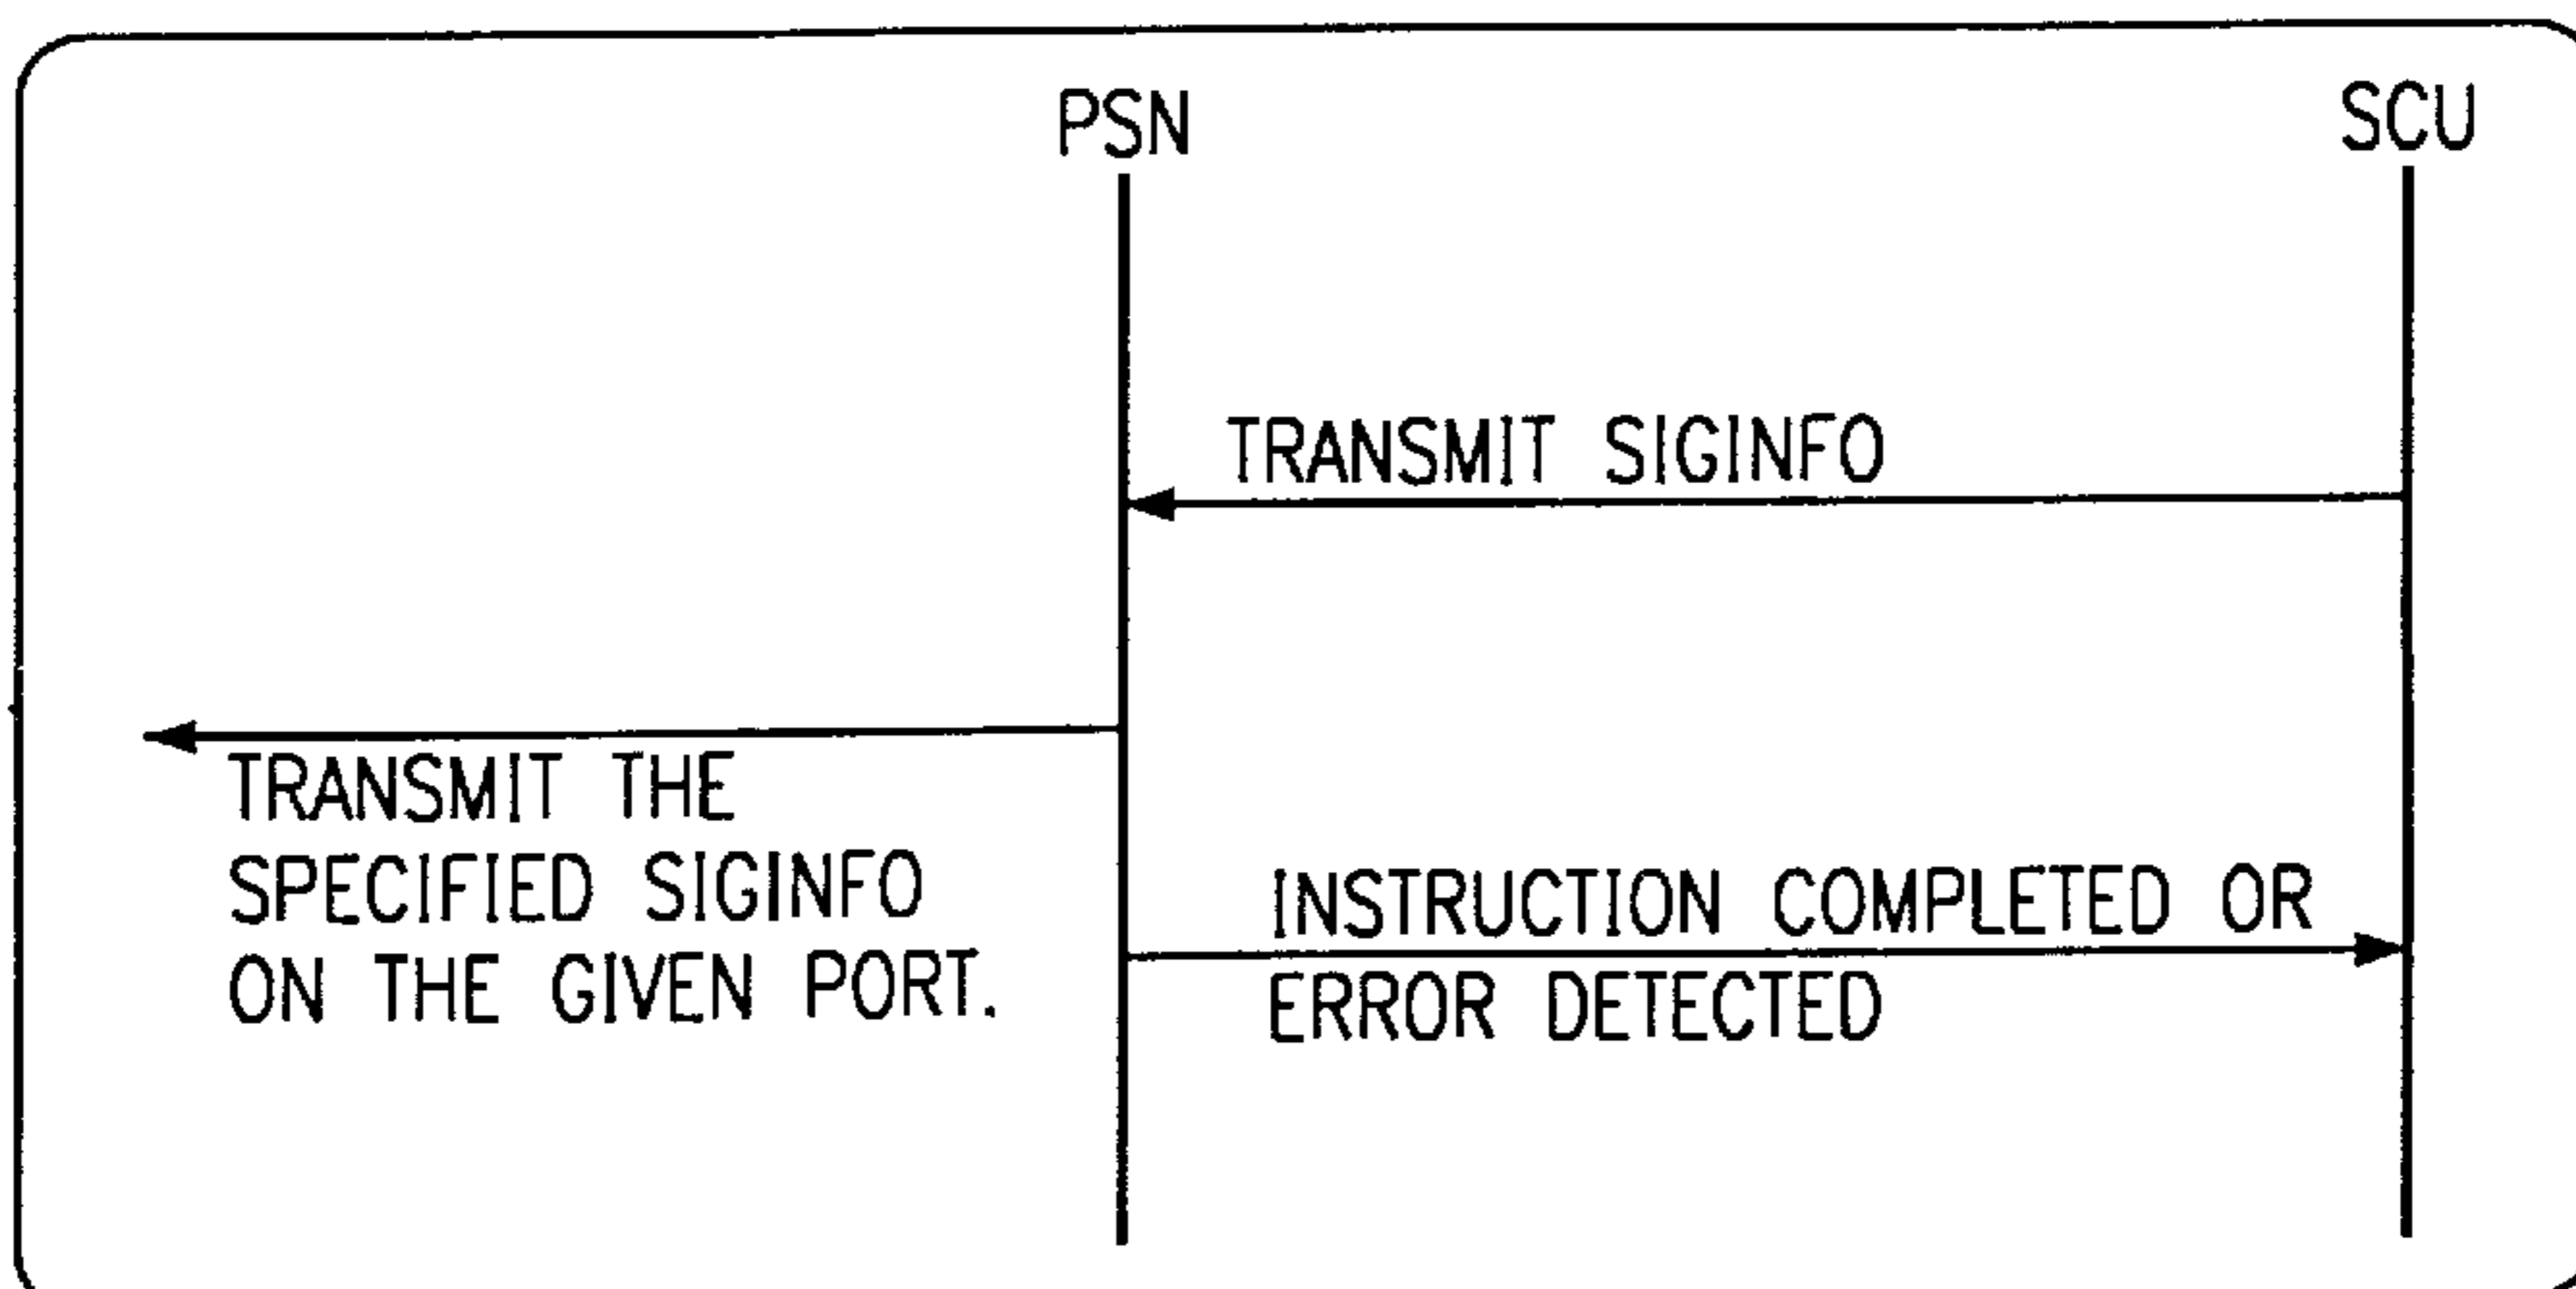 PSN
SCU
TRANSMIT SIGINFO
TRANSMIT THE
SPECIFIED SIGINFO
ON THE GIVEN PORT.
INSTRUCTION COMPLETED OR
ERROR DETECTED